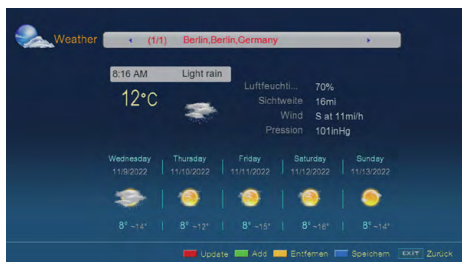 Weather
(1/1) Berlin,Berlin,Germany
8:16 AM Light rain
12°C
Luftfeuchti... 70%
Sichtweite 16mi
Wind S at 11mi/h
Pression 101inHg
Wednesday Thursday Friday Saturday Sunday
11/9/2022 11/10/2022 11/11/2022 11/12/2022 11/13/2022
8° ~14° 8° ~12° 8° ~15° 8° ~16° 8° ~14°
Update Add Entfernen Speichern EXIT Zurück